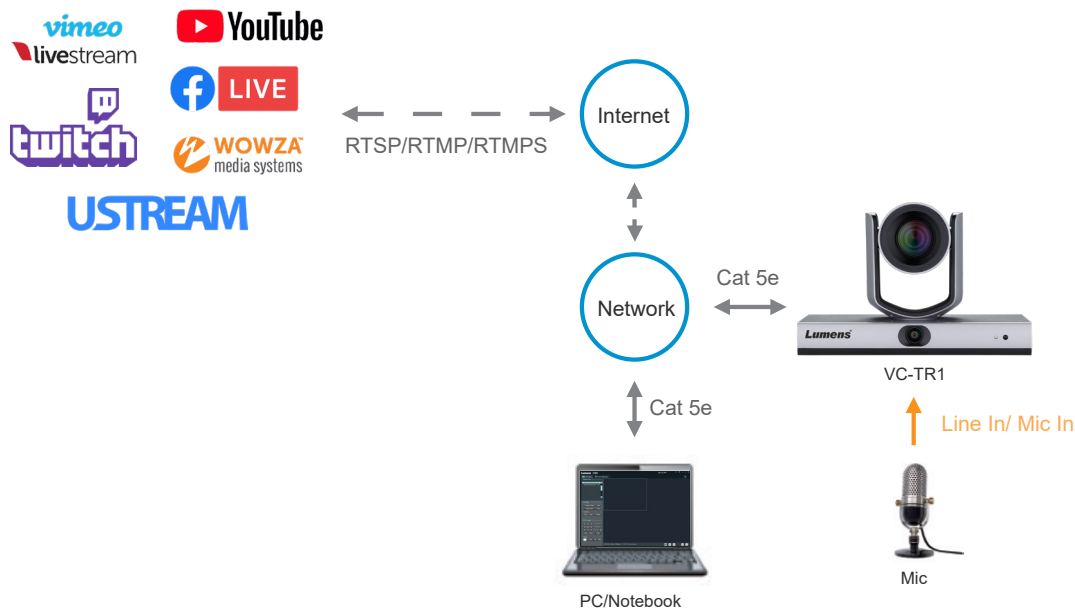 vimeo
livestream
YouTube
LIVE
twitch
WOWZA™
media systems
USTREAM
RTSP/RTMP/RTMPS
Internet
Network
Cat 5e
Lumens®
VC-TR1
Cat 5e
Line In/ Mic In
PC/Notebook
Mic